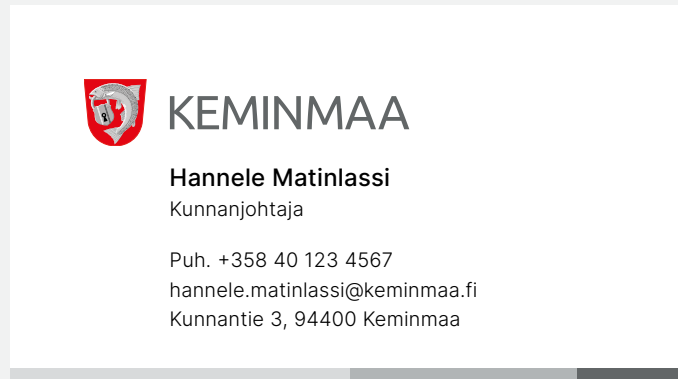 KEMINMAA
Hannele Matinlassi
Kunnanjohtaja
Puh. +358 40 123 4567
hannele.matinlassi@keminmaa.fi
Kunnantie 3, 94400 Keminmaa